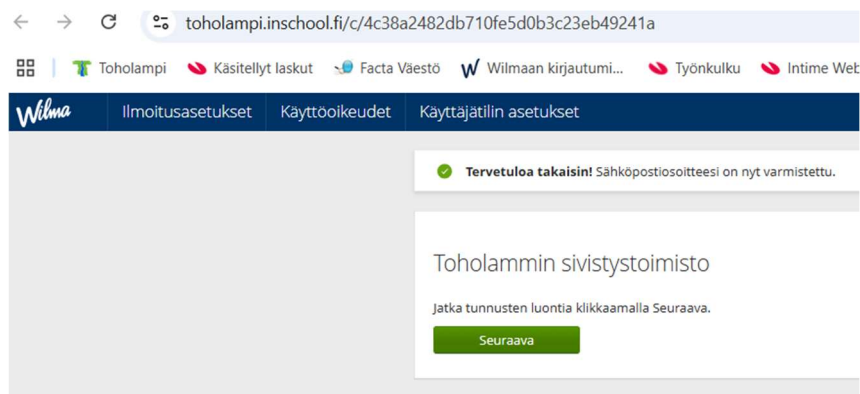 toholampi.inschool.fi/c/4c38a2482db710fe5d0b3c23eb49241a
Toholampi Käsitellyt laskut Facta Väestö Wilmaan kirjautumi... Työnkulku Intime Web
Wilma Ilmoitusasetukset Käyttöoikeudet Käyttäjätilin asetukset
Tervetuloa takaisin! Sähköpostiosoitteesi on nyt varmistettu.
Toholammin sivistystoimisto
Jatka tunnusten luontia klikkaamalla Seuraava.
Seuraava